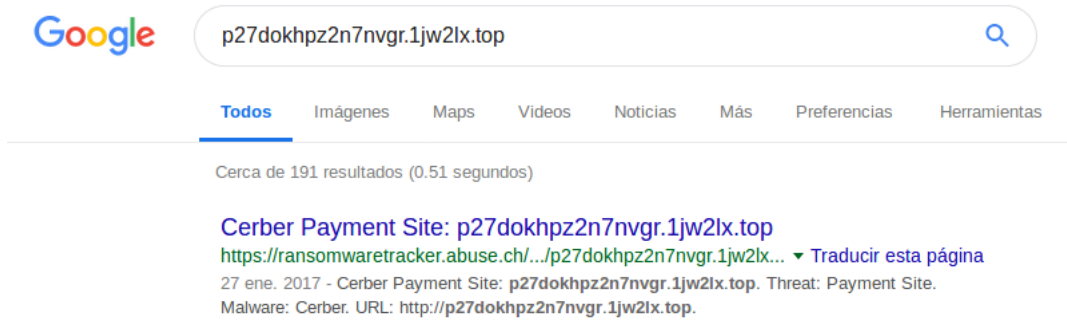 Google
p27dokhpz2n7nvgr.1jw2lx.top
Todos Imágenes Maps Videos Noticias Más Preferencias Herramientas
Cerca de 191 resultados (0.51 segundos)
Cerber Payment Site: p27dokhpz2n7nvgr.1jw2lx.top
https://ransomwaretracker.abuse.ch/.../p27dokhpz2n7nvgr.1jw2lx... Traducir esta página
27 ene. 2017 - Cerber Payment Site: p27dokhpz2n7nvgr.1jw2lx.top. Threat: Payment Site.
Malware: Cerber. URL: http://p27dokhpz2n7nvgr.1jw2lx.top.